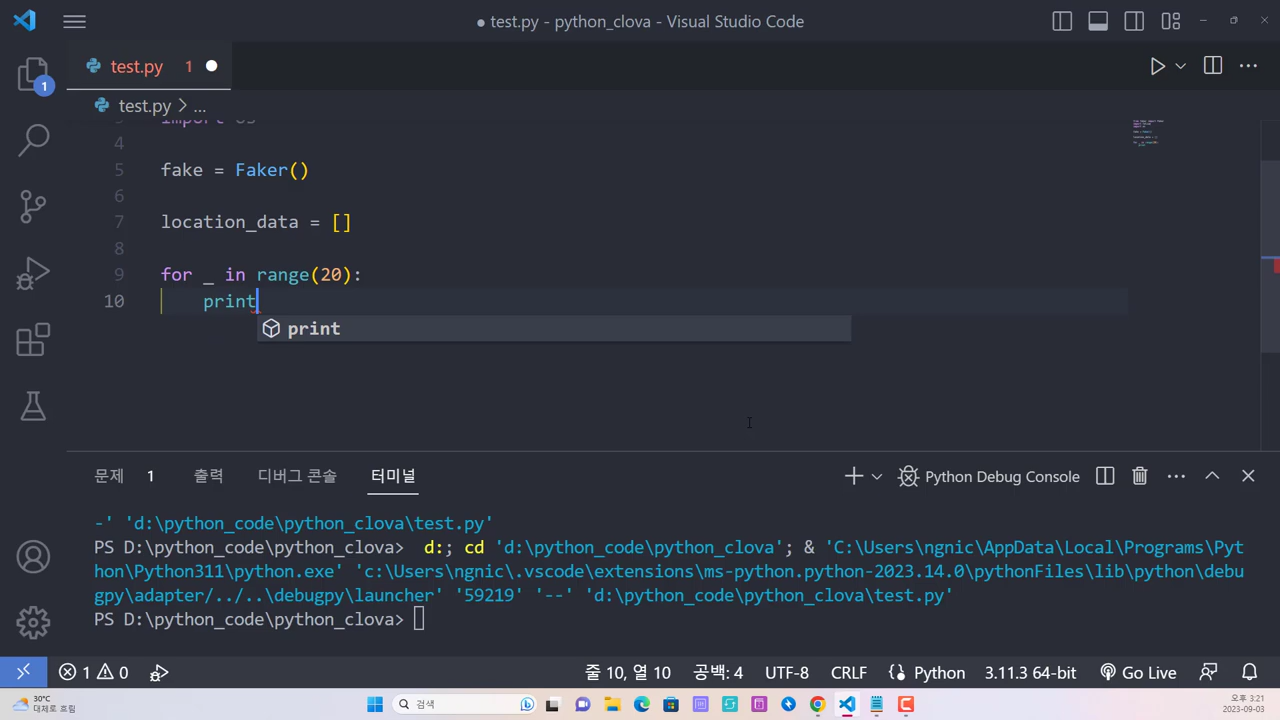 ● test.py - python_clova - Visual Studio Code
test.py 1
1
test.py > ...
3 import os
4
5 fake = Faker()
6
7 location_data = []
8
9 for _ in range(20):
10 print
print
문제 1 출력 디버그 콘솔 터미널 Python Debug Console
-' 'd:\python_code\python_clova\test.py'
PS D:\python_code\python_clova>  d:; cd 'd:\python_code\python_clova'; & 'C:\Users\ngnic\AppData\Local\Programs\Pyt
hon\Python311\python.exe' 'c:\Users\ngnic\.vscode\extensions\ms-python.python-2023.14.0\pythonFiles\lib\python\debu
gpy\adapter/../..\debugpy\launcher' '59219' '--' 'd:\python_code\python_clova\test.py'
PS D:\python_code\python_clova>
1 0 줄 10, 열 10 공백: 4 UTF-8 CRLF Python 3.11.3 64-bit Go Live
30°C
대체로 흐림
검색
오후 3:21
2023-09-03